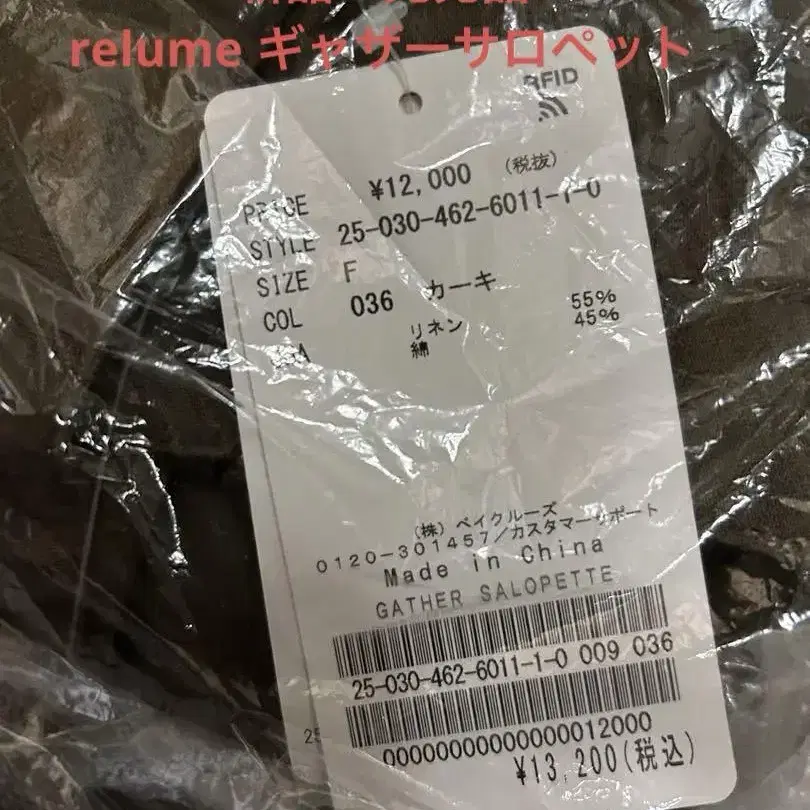 relume ギャザーサロペット
RFID
PRICE ¥12,000 (税抜)
STYLE 25-030-462-6011-1-0
SIZE F
COL 036 カーキ
リネン 55%
綿 45%
(株) ベイクルーズ
0120-301457/カスタマーサポート
Made in China
GATHER SALOPETTE
25-030-462-6011-1-0 009 036
25
00000000000000012000
¥13,200(税込)